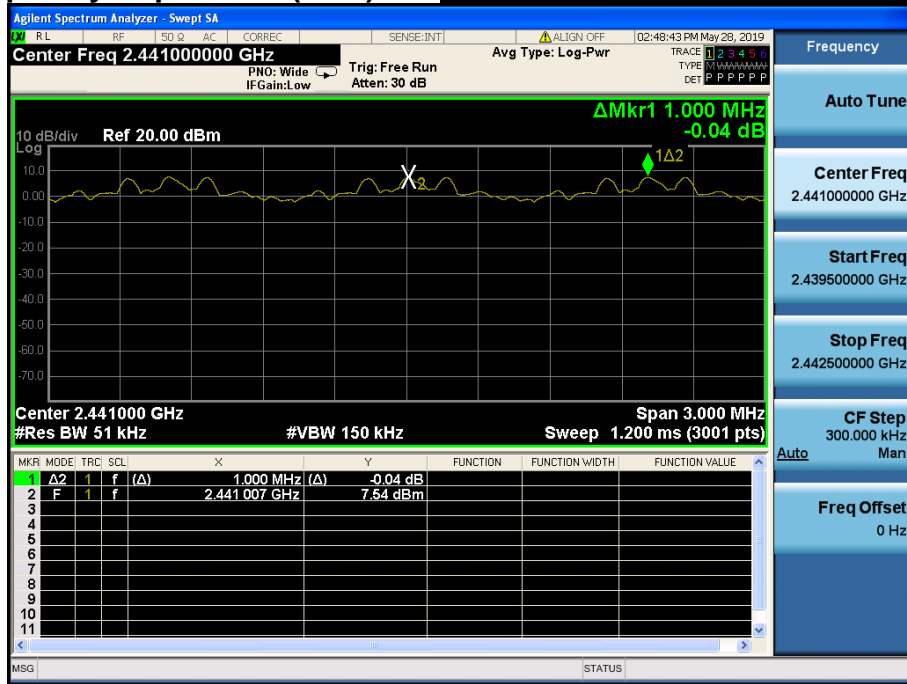 Agilent Spectrum Analyzer - Swept SA
LXI RL RF 50 Ω AC CORREC SENSE:INT ALIGN OFF 02:48:43 PM May 28, 2019
Center Freq 2.441000000 GHz
PNO: Wide
IFGain:Low
Trig: Free Run
Atten: 30 dB
Avg Type: Log-Pwr
TRACE 1 2 3 4 5 6
TYPE M WWWWW
DET P P P P P P
ΔMkr1 1.000 MHz
-0.04 dB
10 dB/div Ref 20.00 dBm
Log
1Δ2
10.0
X2
0.00
-10.0
-20.0
-30.0
-40.0
-50.0
-60.0
-70.0
Center 2.441000 GHz Span 3.000 MHz
#Res BW 51 kHz #VBW 150 kHz Sweep 1.200 ms (3001 pts)
MKR MODE TRC SCL X Y FUNCTION FUNCTION WIDTH FUNCTION VALUE
1 Δ2 1 f (Δ) 1.000 MHz (Δ) -0.04 dB
2 F 1 f 2.441 007 GHz 7.54 dBm
3
4
5
6
7
8
9
10
11
MSG STATUS
Frequency
Auto Tune
Center Freq
2.441000000 GHz
Start Freq
2.439500000 GHz
Stop Freq
2.442500000 GHz
CF Step
300.000 kHz
Auto Man
Freq Offset
0 Hz